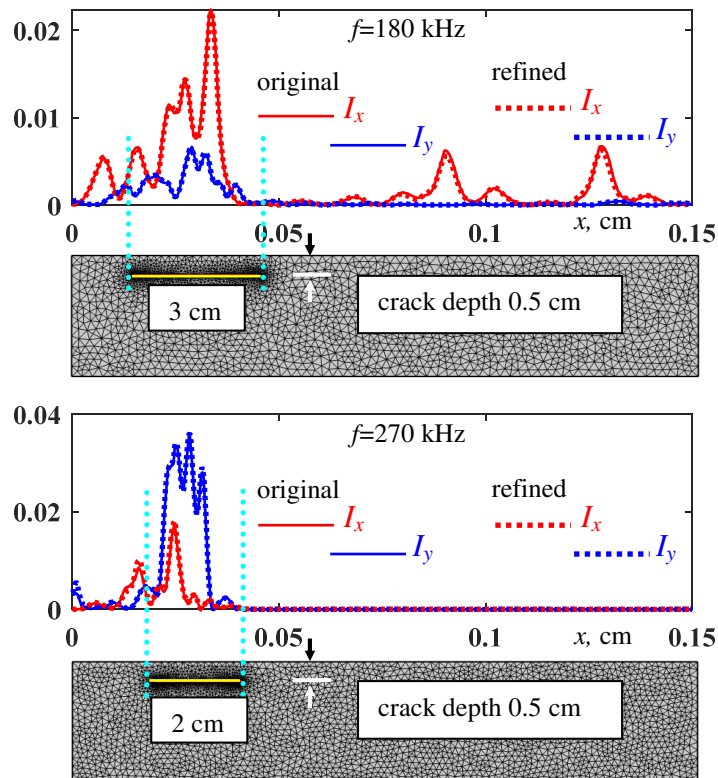 0.02
f=180 kHz
original
refined
I_x
I_x
0.01
I_y
I_y
0
0
0.05
0.1
x, cm
0.15
3 cm
crack depth 0.5 cm
0.04
f=270 kHz
original
refined
0.02
I_x
I_x
I_y
I_y
0
0
0.05
0.1
x, cm
0.15
2 cm
crack depth 0.5 cm